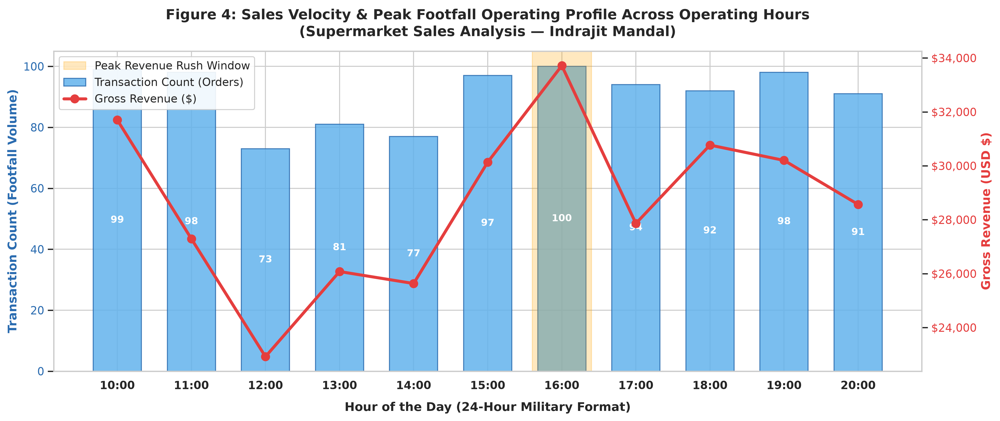 Figure 4: Sales Velocity & Peak Footfall Operating Profile Across Operating Hours
(Supermarket Sales Analysis — Indrajit Mandal)
Peak Revenue Rush Window
Transaction Count (Orders)
Gross Revenue ($)
Transaction Count (Footfall Volume)
100
80
60
40
20
0
99
98
73
81
77
97
100
94
92
98
91
$34,000
$32,000
$30,000
$28,000
$26,000
$24,000
Gross Revenue (USD $)
10:00 11:00 12:00 13:00 14:00 15:00 16:00 17:00 18:00 19:00 20:00
Hour of the Day (24-Hour Military Format)